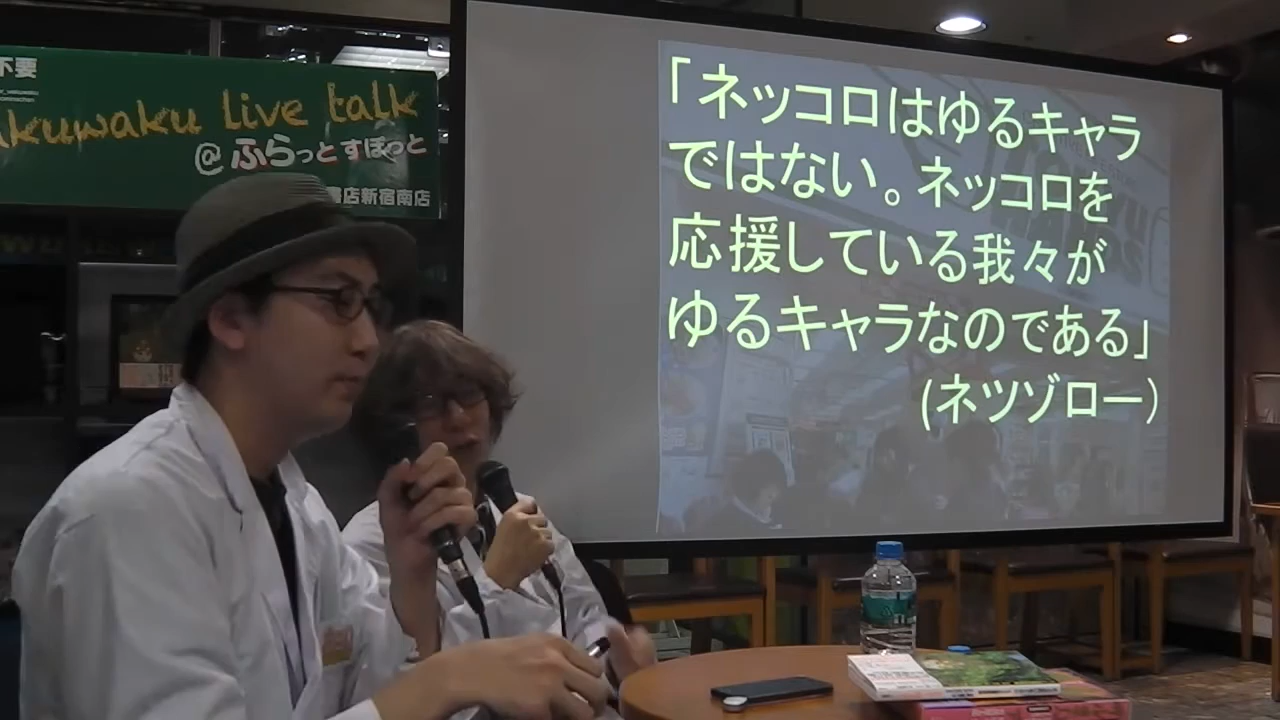 不要
akuwaku live talk
@ふらっとすぽっと
書店新宿南店
「ネッコロはゆるキャラ
ではない。ネッコロを
応援している我々が
ゆるキャラなのである」
(ネツゾロー)